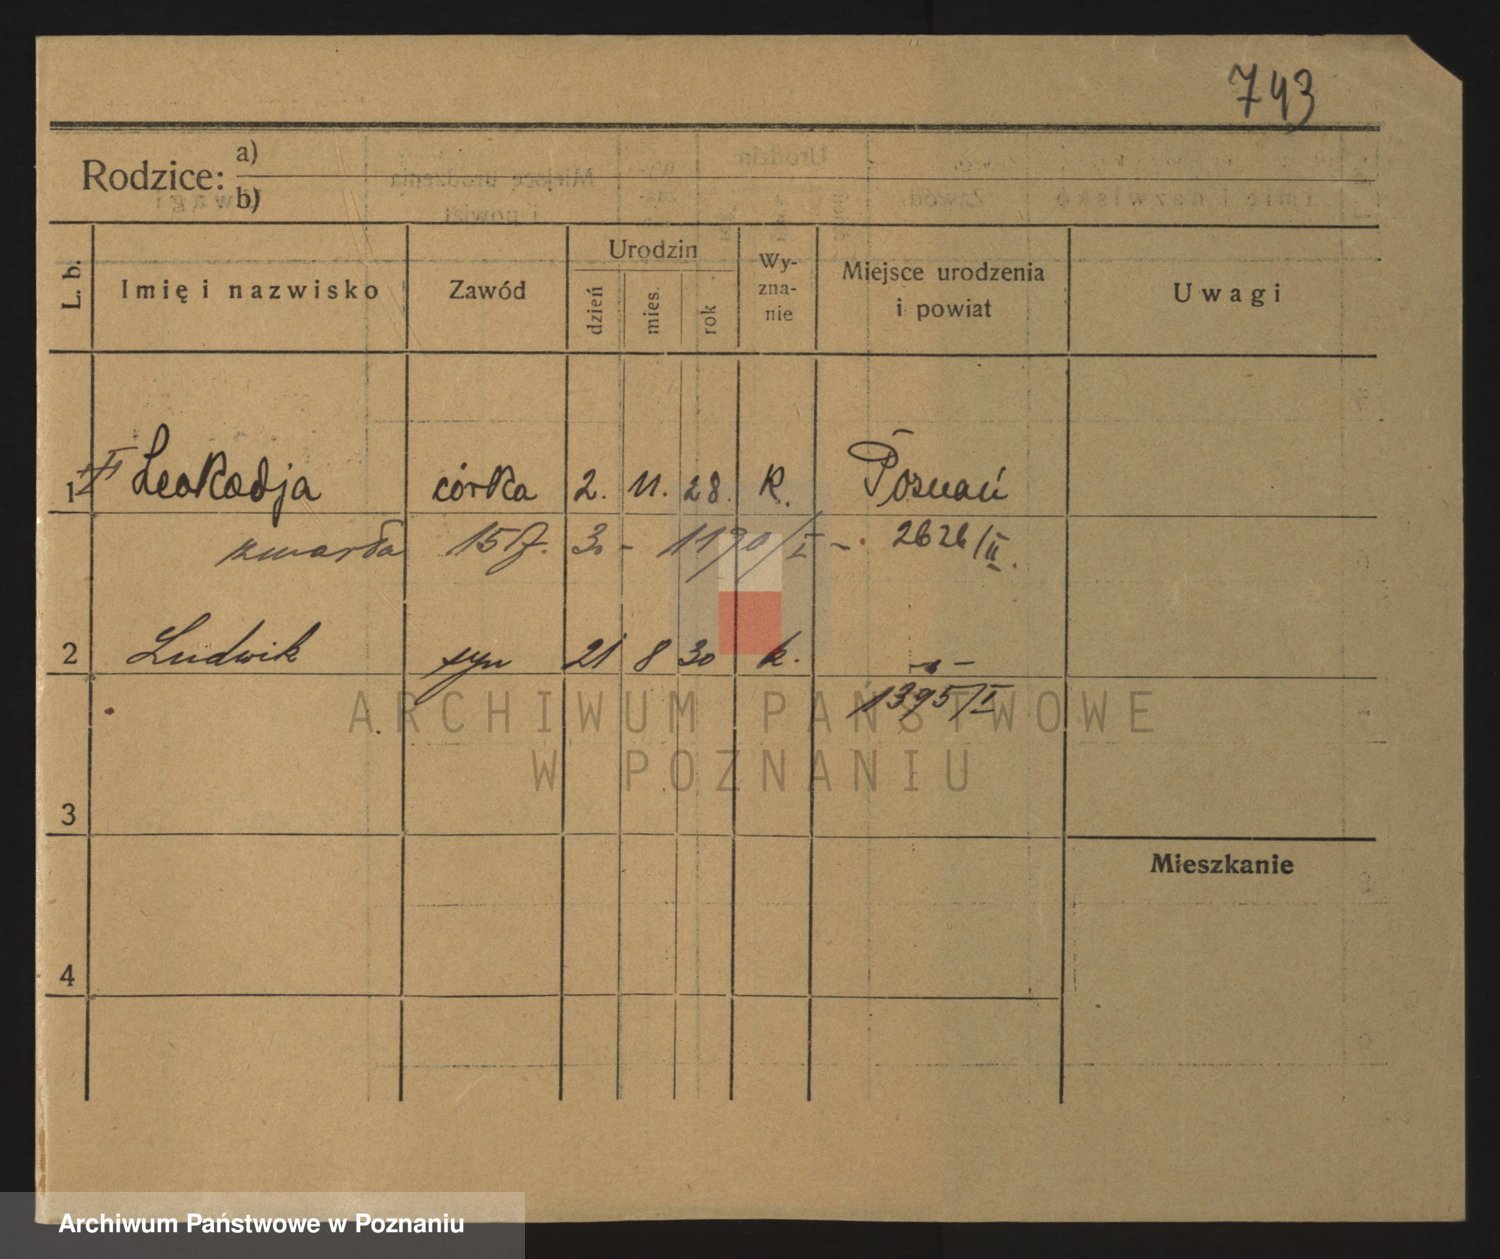 743
Rodzice: a)
b)
L. b. Imię i nazwisko Zawód Urodzin dzień mies. rok Wy-zna-nie Miejsce urodzenia i powiat Uwagi
1 Leokadja córka 2. 11. 28. k. Poznań
zmarła 3. - 1190/I - 2626/II.
2 Ludwik syn 21 8 30 k. -"-
1395/I
3
Mieszkanie
4
ARCHIWUM PAŃSTWOWE
W POZNANIU
Archiwum Państwowe w Poznaniu